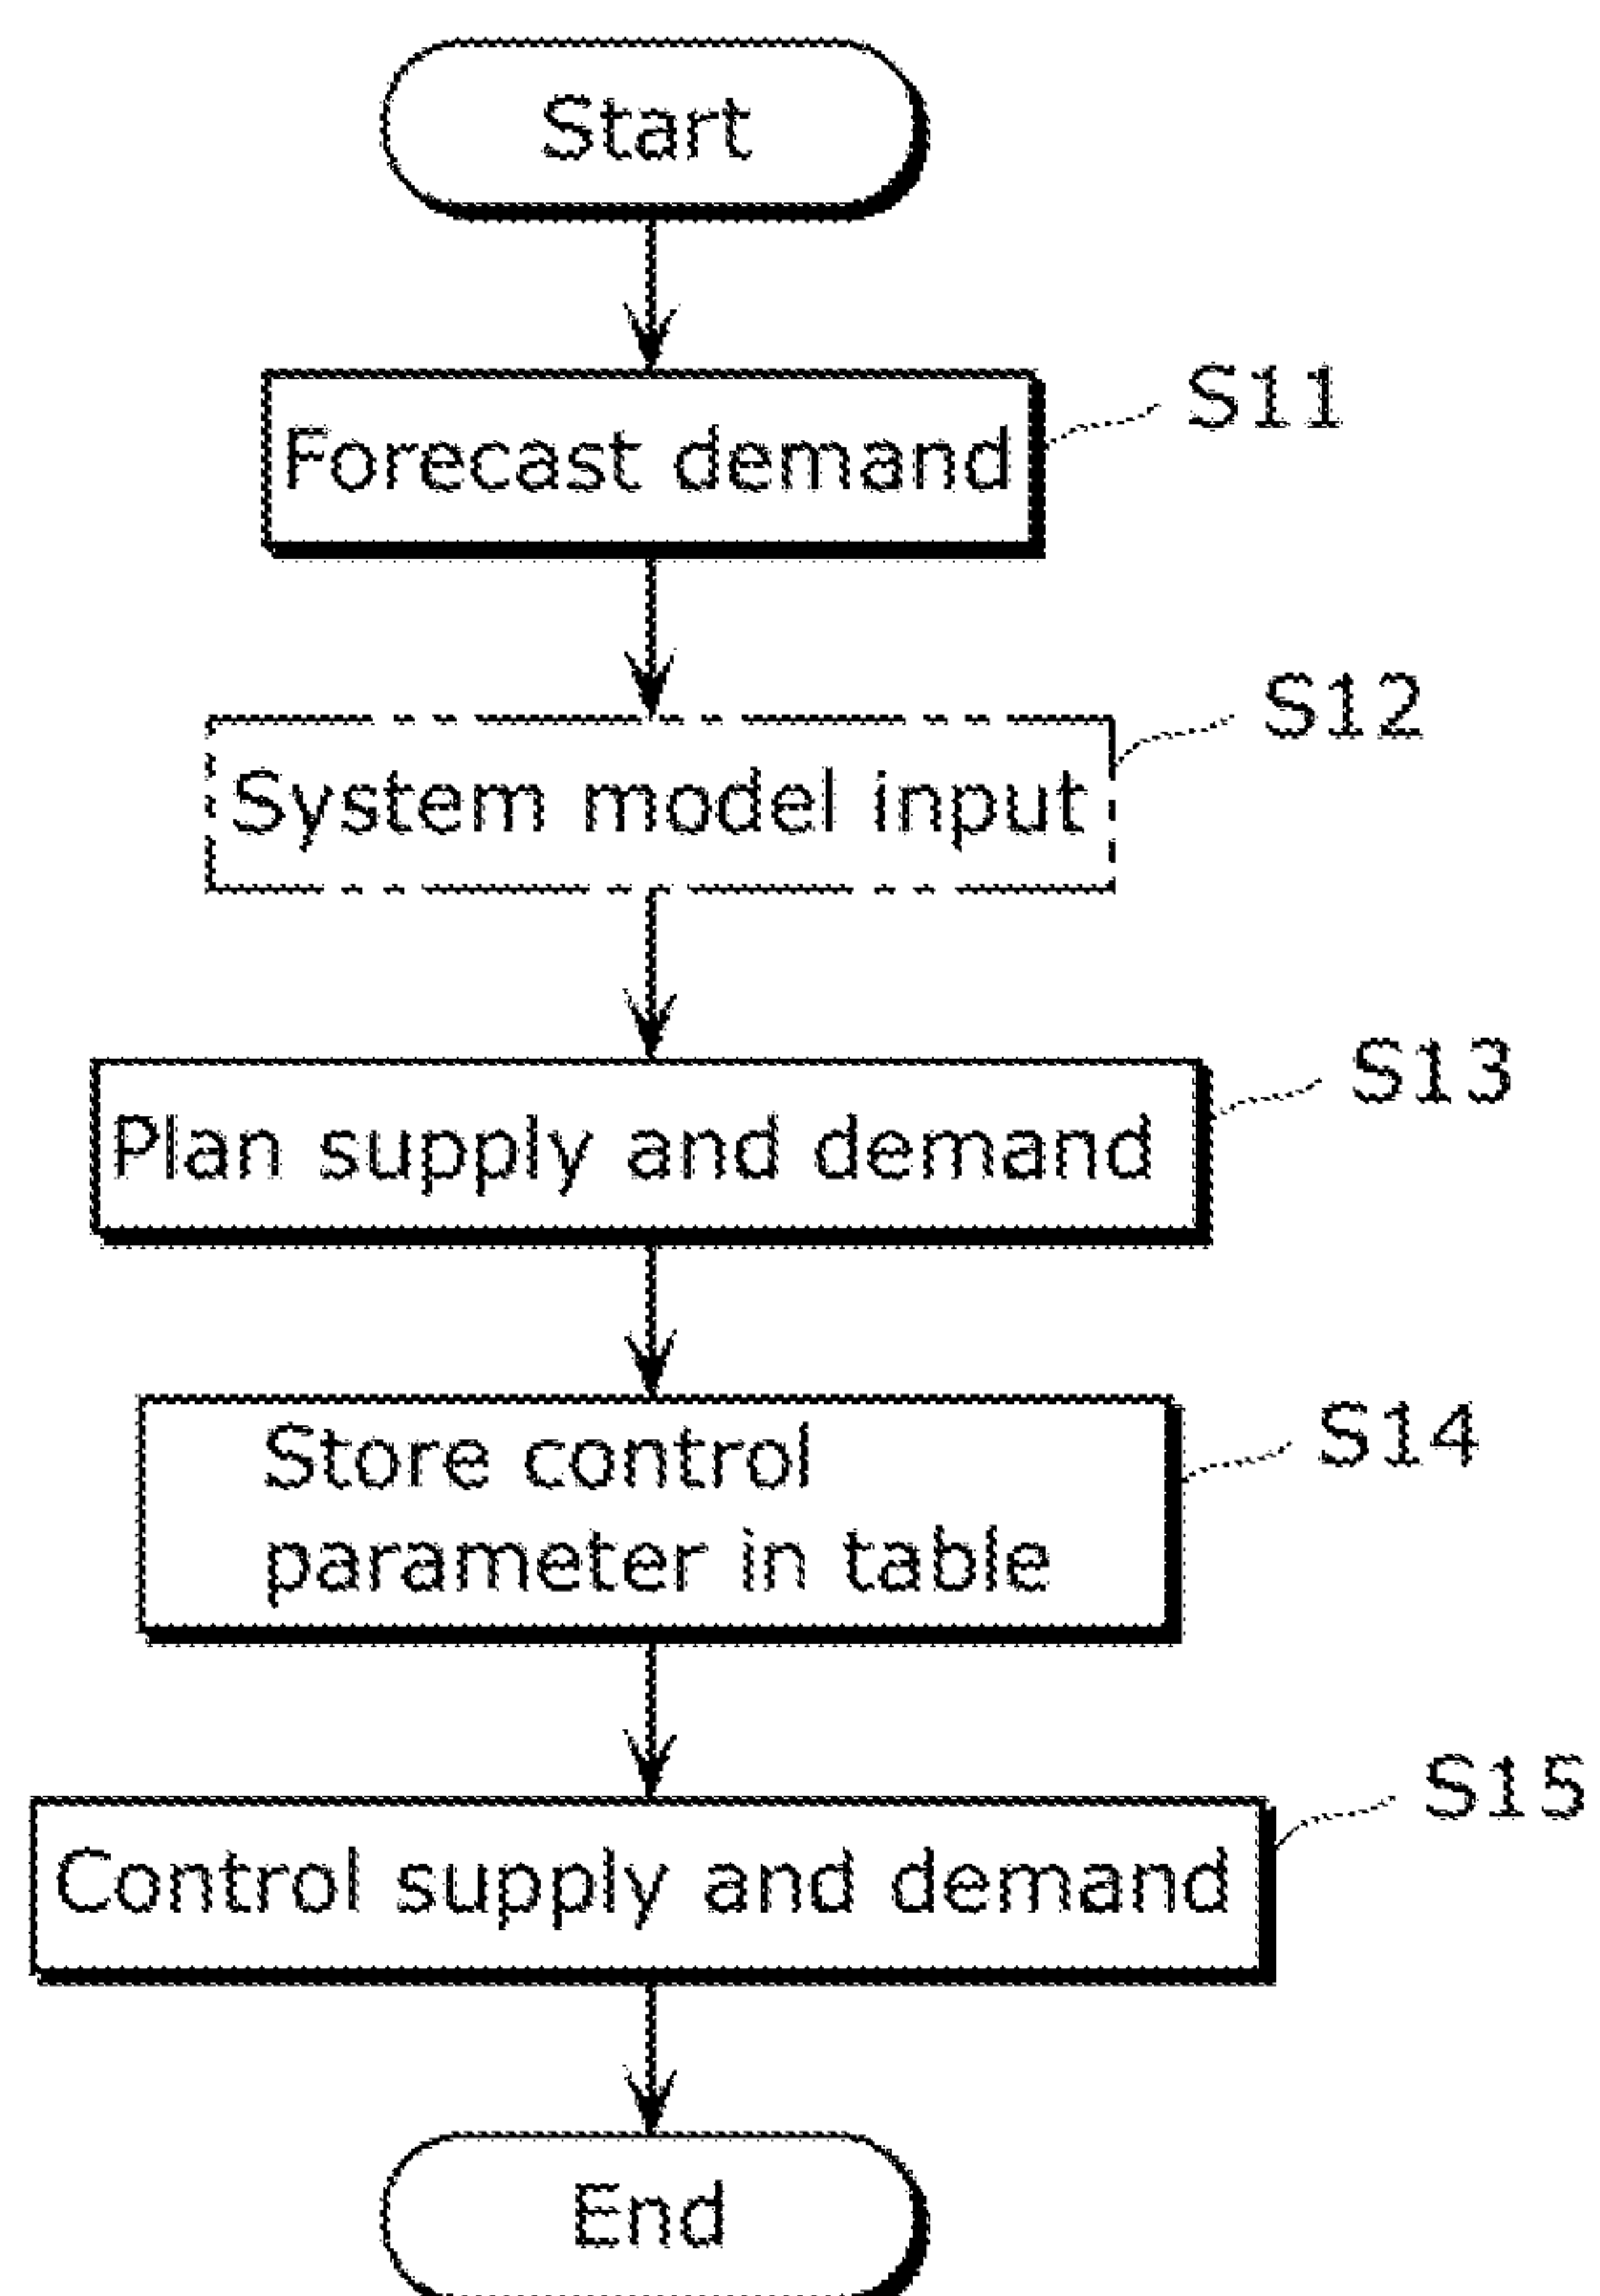 Start
Forecast demand
S11
System model input
S12
Plan supply and demand
S13
Store control
parameter in table
S14
Control supply and demand
S15
End